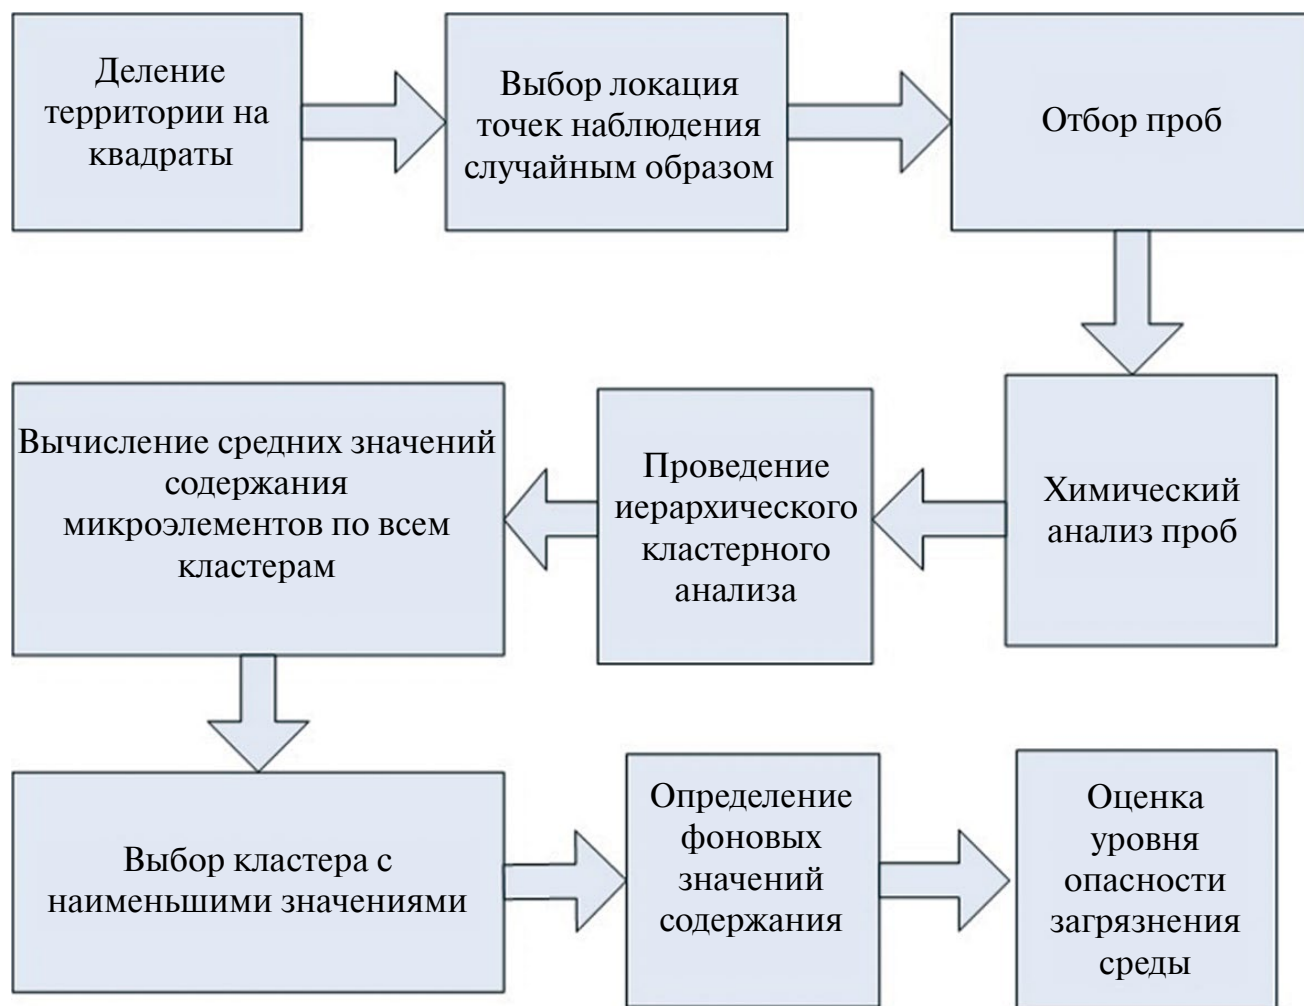 Деление
территории на
квадраты
Выбор локация
точек наблюдения
случайным образом
Отбор проб
Химический
анализ проб
Проведение
иерархического
кластерного
анализа
Вычисление средних значений
содержания
микроэлементов по всем
кластерам
Выбор кластера с
наименьшими значениями
Определение
фоновых
значений
содержания
Оценка
уровня
опасности
загрязнения
среды